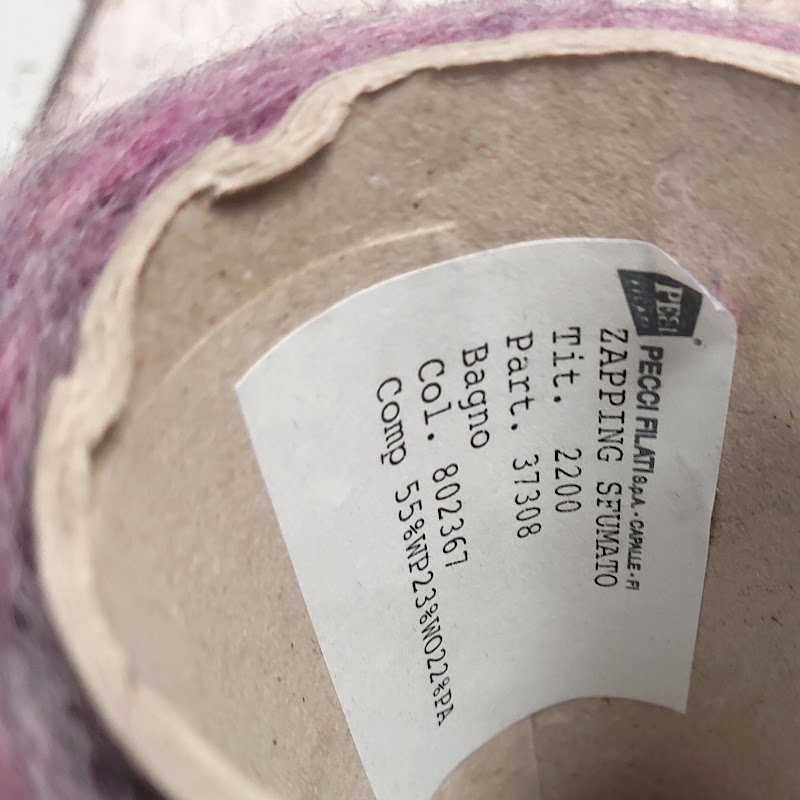 PECCI
FILATI
PECCI FILATI S.p.A. - CAPALLE - FI
ZAPPING SFUMATO
Tit. 2200
Part. 37308
Bagno
Col. 802367
Comp 55%WP23%WO22%PA